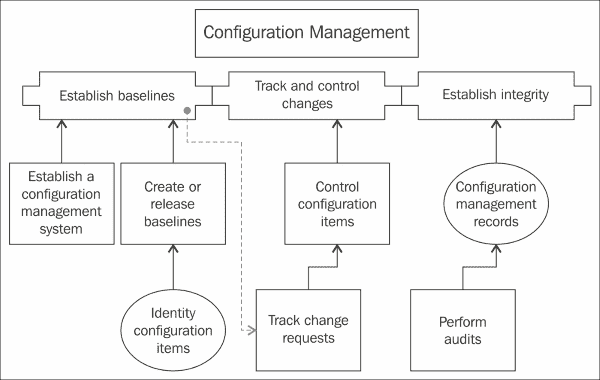 Configuration Management
Establish baselines
Track and control
changes
Establish integrity
Establish a
configuration
management
system
Create or
release
baselines
Control
configuration
items
Configuration
management
records
Identity
configuration
items
Track change
requests
Perform
audits